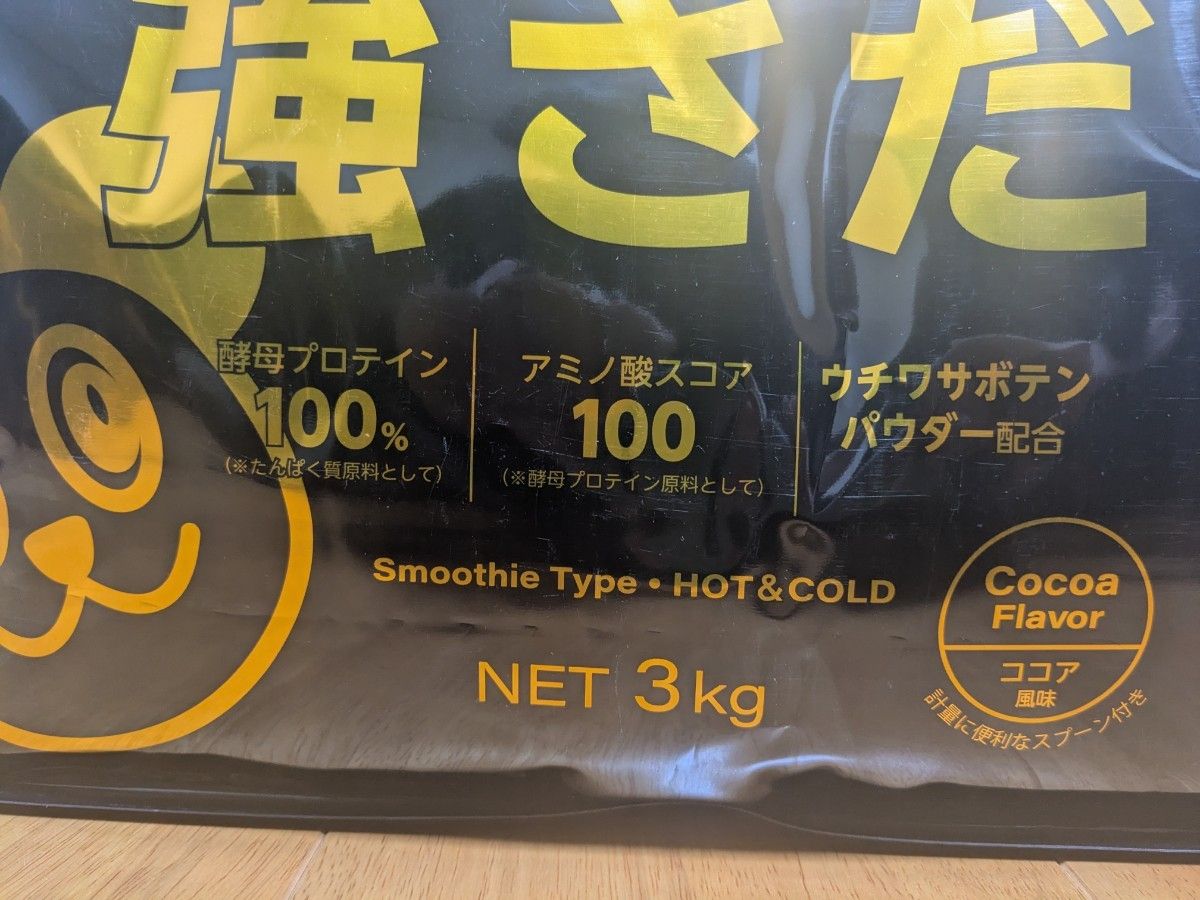 強さだ
酵母プロテイン
100%
(※たんぱく質原料として)
アミノ酸スコア
100
(※酵母プロテイン原料として)
ウチワサボテン
パウダー配合
Smoothie Type・HOT&COLD
NET 3kg
Cocoa
Flavor
ココア
風味
計量に便利なスプーン付き